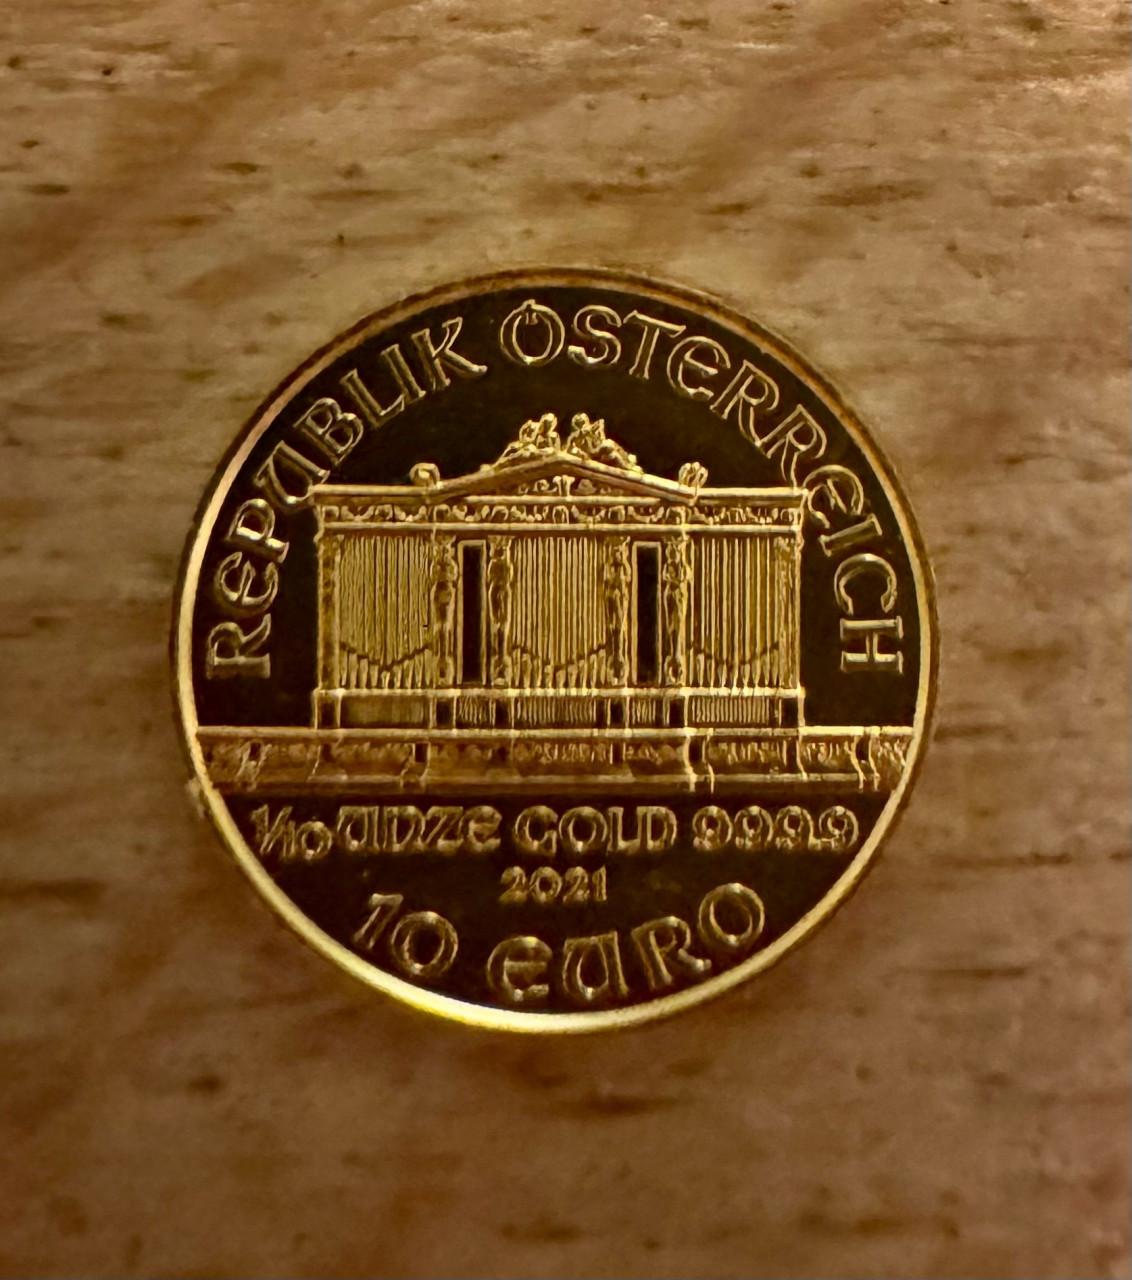 REPUBLIK ÖSTERREICH
1/10 UNZE GOLD 999.9
2021
10 EURO